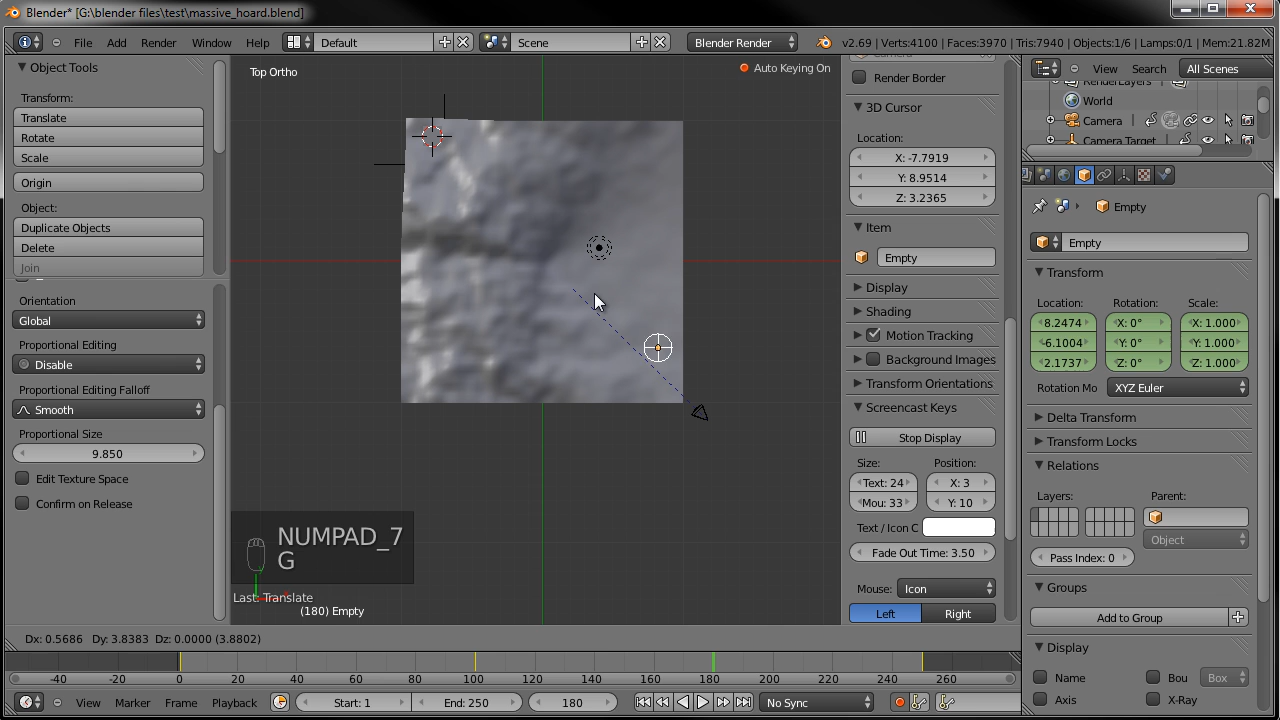 Blender* [G:\blender files\test\massive_hoard.blend]
File Add Render Window Help Default Scene Blender Render v2.69 | Verts:4100 | Faces:3970 | Tris:7940 | Objects:1/6 | Lamps:0/1 | Mem:21.82M
Object Tools
Transform:
Translate
Rotate
Scale
Origin
Object:
Duplicate Objects
Delete
Join
Orientation
Global
Proportional Editing
Disable
Proportional Editing Falloff
Smooth
Proportional Size
9.850
Edit Texture Space
Confirm on Release
Top Ortho
Auto Keying On
NUMPAD_7
G
Last: Translate
(180) Empty
Render Border
3D Cursor
Location:
X: -7.7919
Y: 8.9514
Z: 3.2365
Item
Empty
Display
Shading
Motion Tracking
Background Images
Transform Orientations
Screencast Keys
Stop Display
Size: Position:
Text: 24 X: 3
Mou: 33 Y: 10
Text / Icon C
Fade Out Time: 3.50
Mouse: Icon
Left Right
View Search All Scenes
RenderLayers
World
Camera
Camera Target
Empty
Empty
Transform
Location: Rotation: Scale:
8.2474 X: 0° X: 1.000
-6.1004 Y: 0° Y: 1.000
2.1737 Z: 0° Z: 1.000
Rotation Mo XYZ Euler
Delta Transform
Transform Locks
Relations
Layers: Parent:
Object
Pass Index: 0
Groups
Add to Group
Display
Name Bou Box
Axis X-Ray
Dx: 0.5686 Dy: 3.8383 Dz: 0.0000 (3.8802)
-40 -20 0 20 40 60 80 100 120 140 160 180 200 220 240 260
View Marker Frame Playback Start: 1 End: 250 180 No Sync